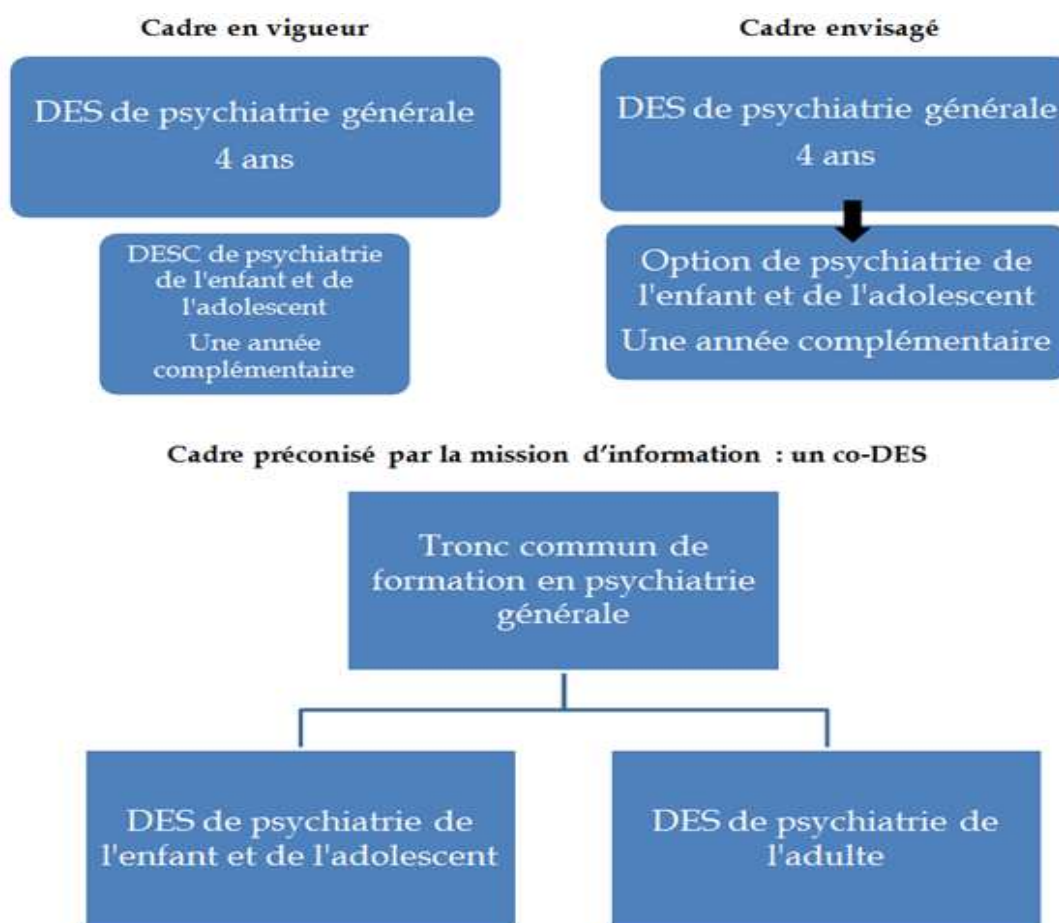 Cadre en vigueur
DES de psychiatrie générale
4 ans
DESC de psychiatrie
de l'enfant et de
l'adolescent
Une année
complémentaire
Cadre envisagé
DES de psychiatrie générale
4 ans
Option de psychiatrie de
l'enfant et de l'adolescent
Une année complémentaire
Cadre préconisé par la mission d’information : un co-DES
Tronc commun de
formation en psychiatrie
générale
DES de psychiatrie de
l'enfant et de l'adolescent
DES de psychiatrie de
l'adulte